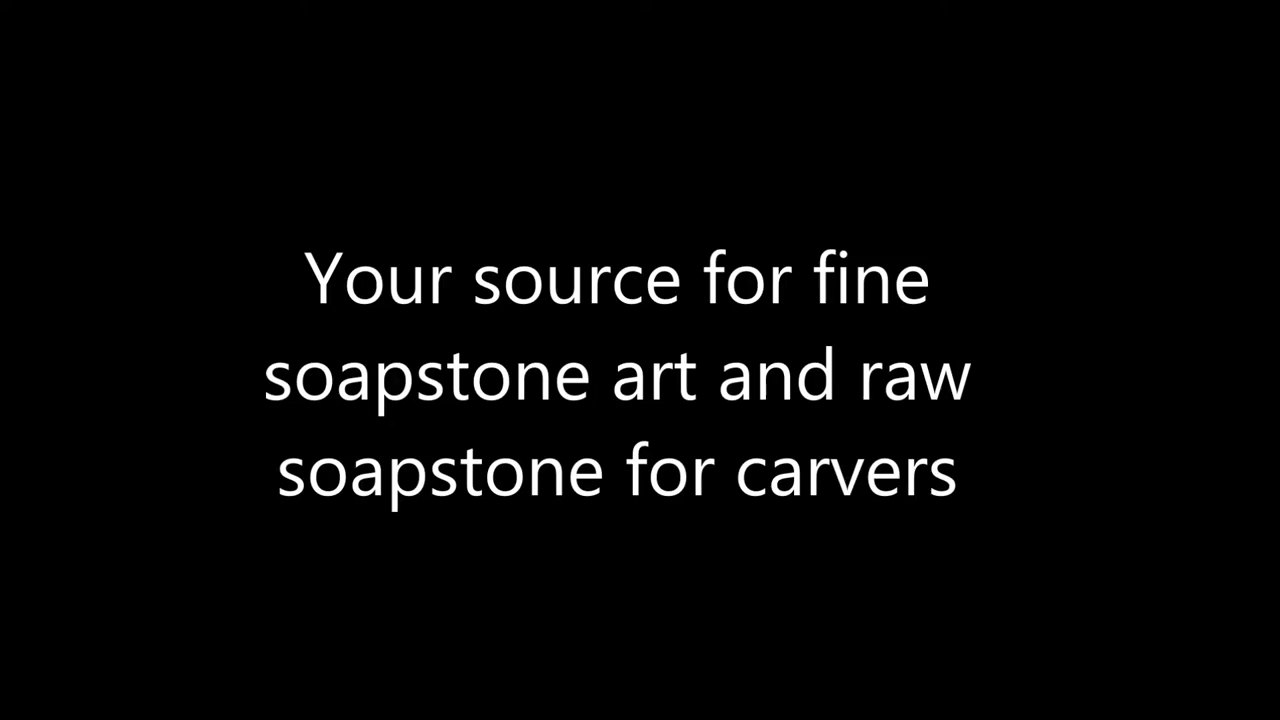 Your source for fine
soapstone art and raw
soapstone for carvers